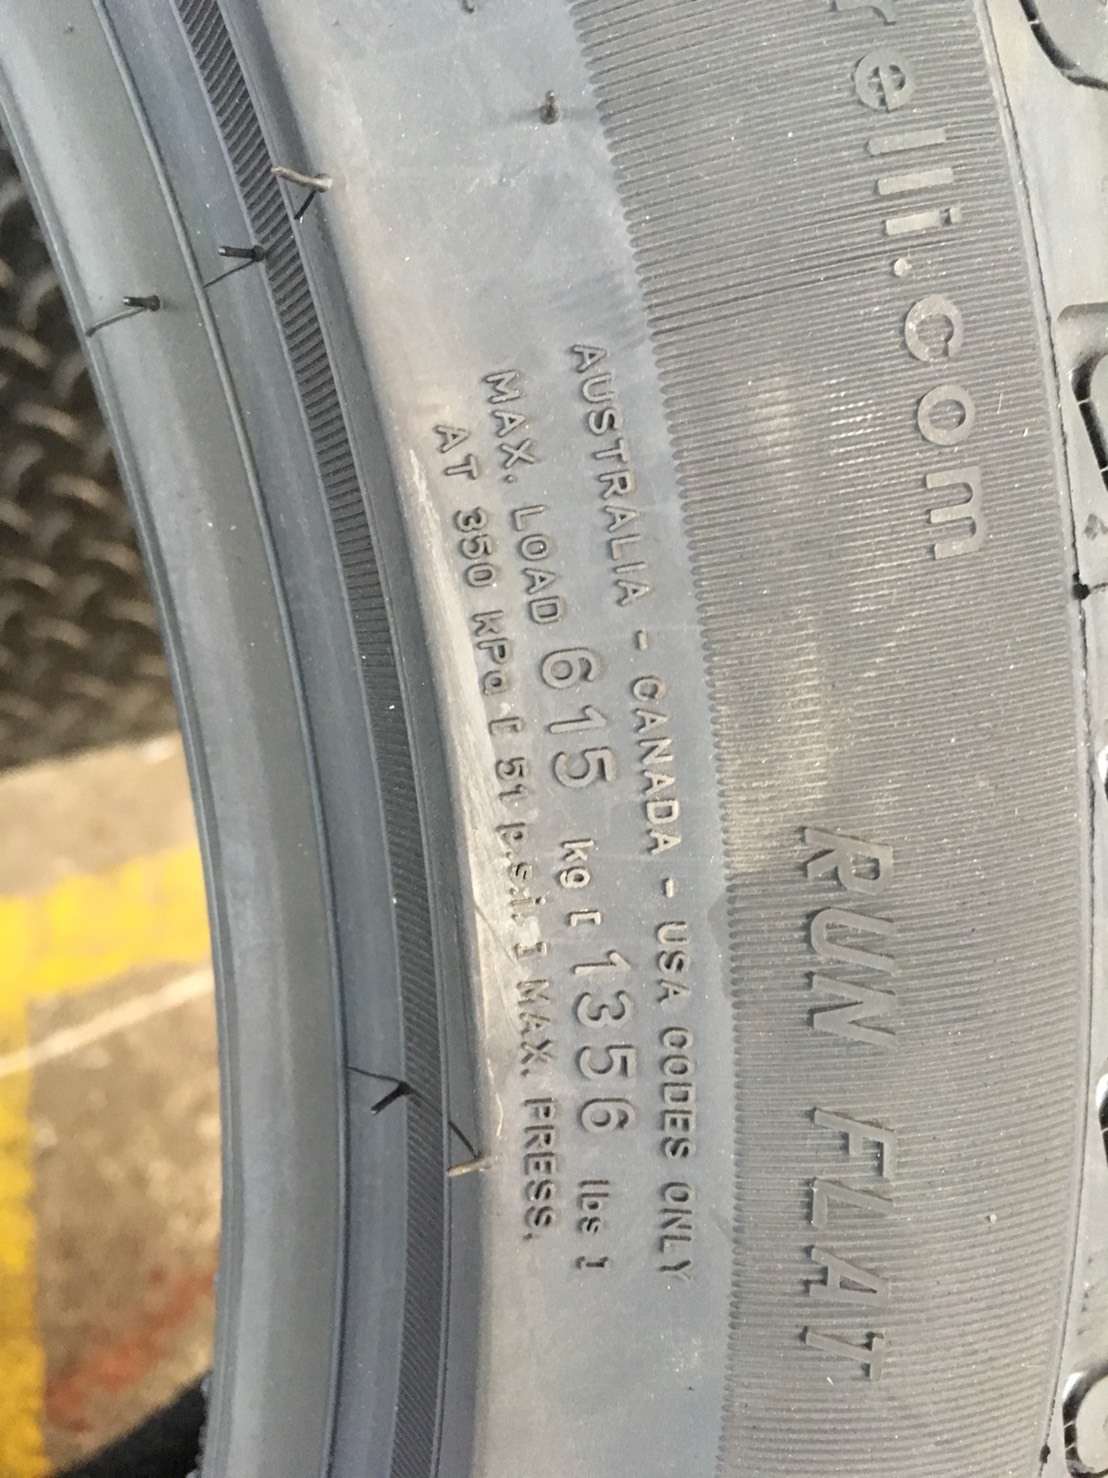 relli.com
RUN FLAT
AUSTRALIA - CANADA - USA CODES ONLY
MAX. LOAD 615 kg [ 1356 lbs ]
AT 350 kPa [ 51 p.s.i. ] MAX. PRESS.